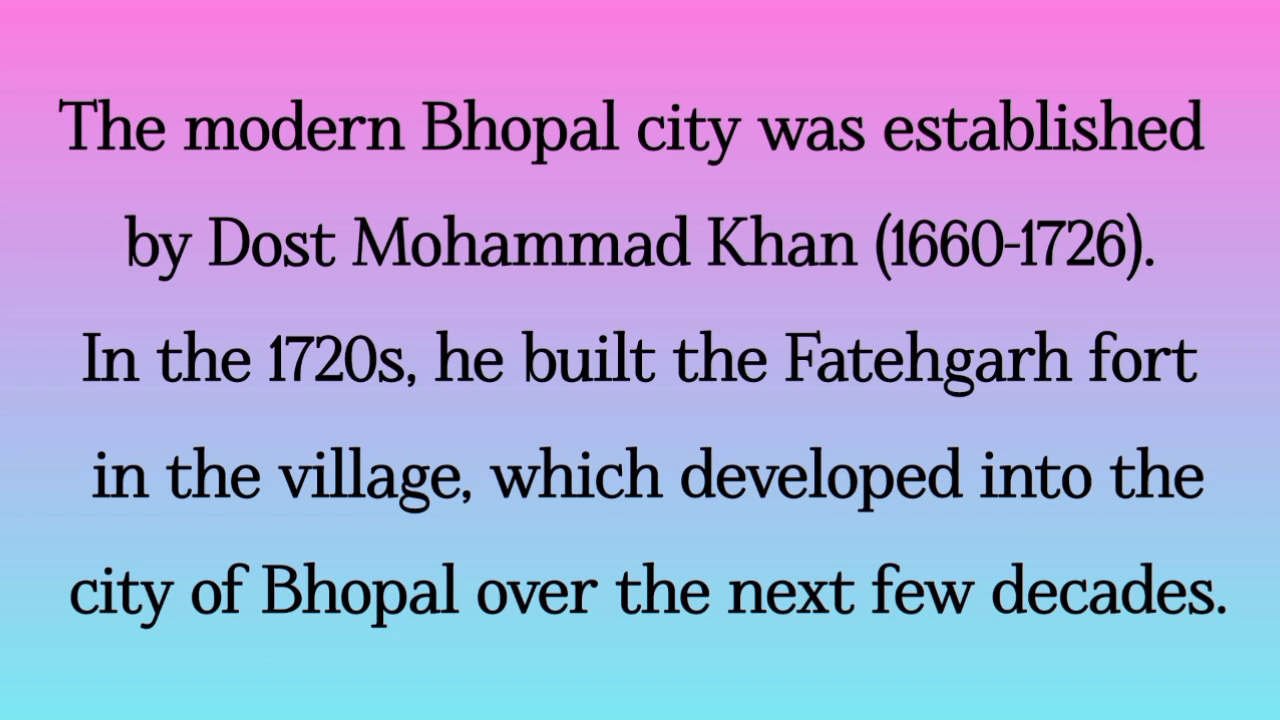 The modern Bhopal city was established
by Dost Mohammad Khan (1660-1726).
In the 1720s, he built the Fatehgarh fort
in the village, which developed into the
city of Bhopal over the next few decades.